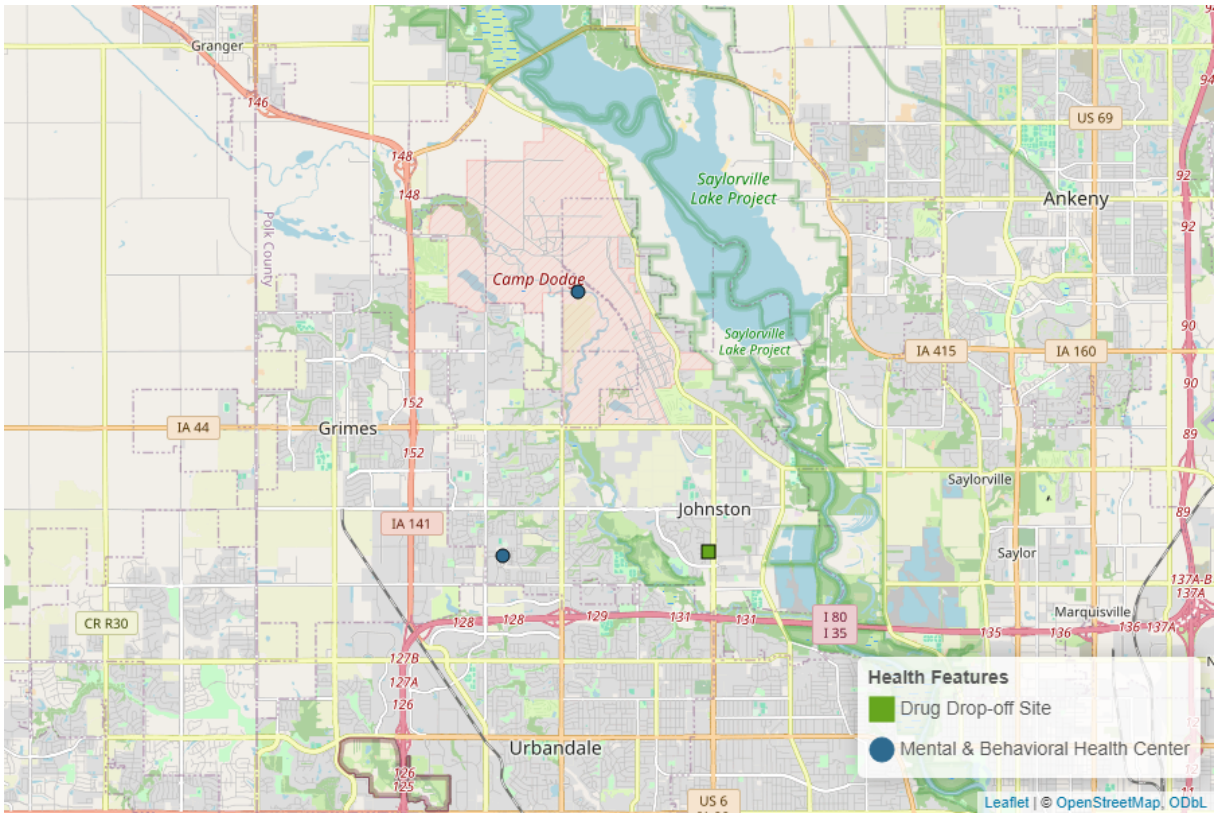 Granger
146
148
148
Polk County
Camp Dodge
Saylorville
Lake Project
Saylorville
Lake Project
US 69
Ankeny
94
92
92
90
90
89
89
IA 415
IA 160
IA 44
Grimes
152
152
IA 141
Johnston
Saylorville
Saylor
Marquisville
CR R30
128
128
129
131
131
I 80
I 35
135
136
136
137A
137A-B
137A
127B
127A
126
126
125
Urbandale
US 6
Health Features
Drug Drop-off Site
Mental & Behavioral Health Center
Leaflet | © OpenStreetMap, ODbL